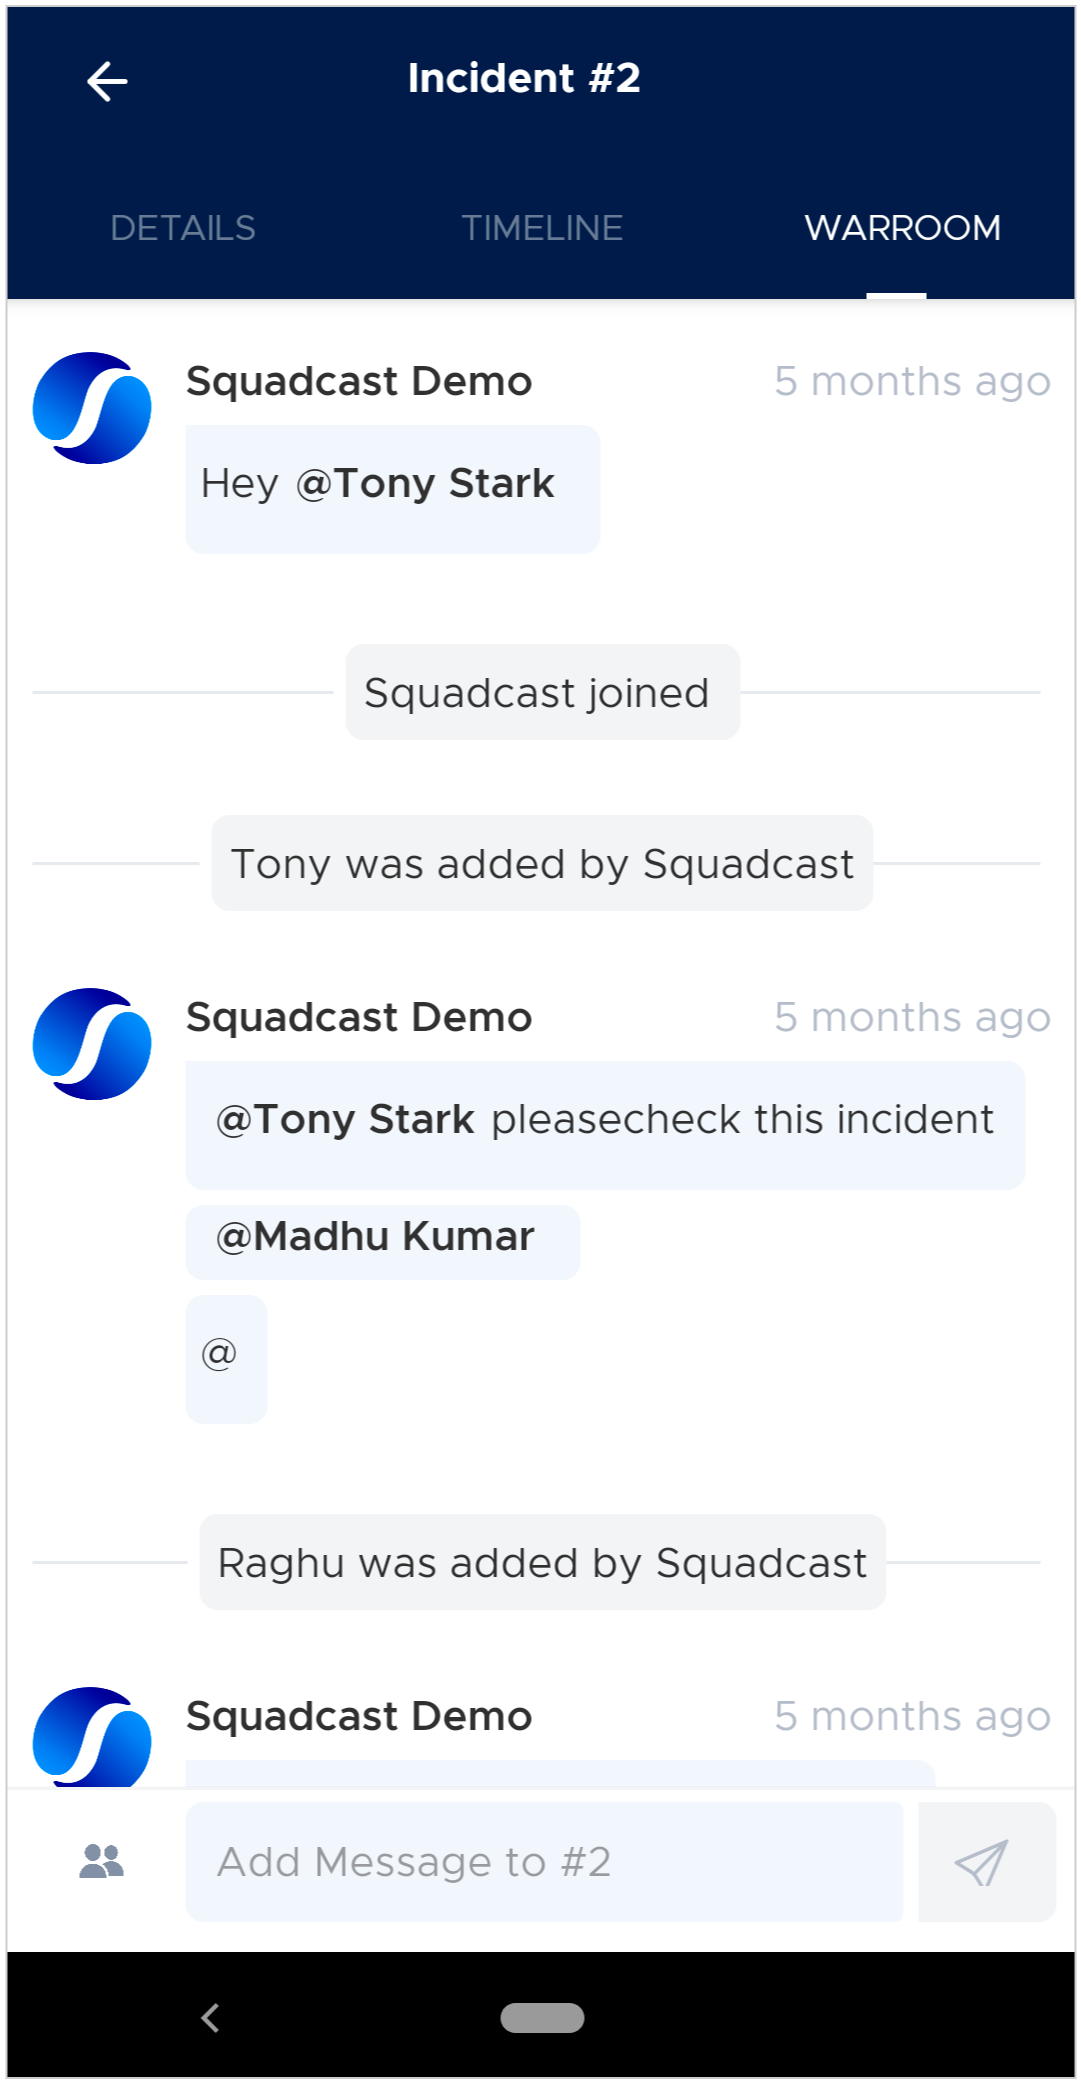 Incident #2
DETAILS TIMELINE WARROOM
Squadcast Demo 5 months ago
Hey @Tony Stark
Squadcast joined
Tony was added by Squadcast
Squadcast Demo 5 months ago
@Tony Stark pleasecheck this incident
@Madhu Kumar
@
Raghu was added by Squadcast
Squadcast Demo 5 months ago
Add Message to #2